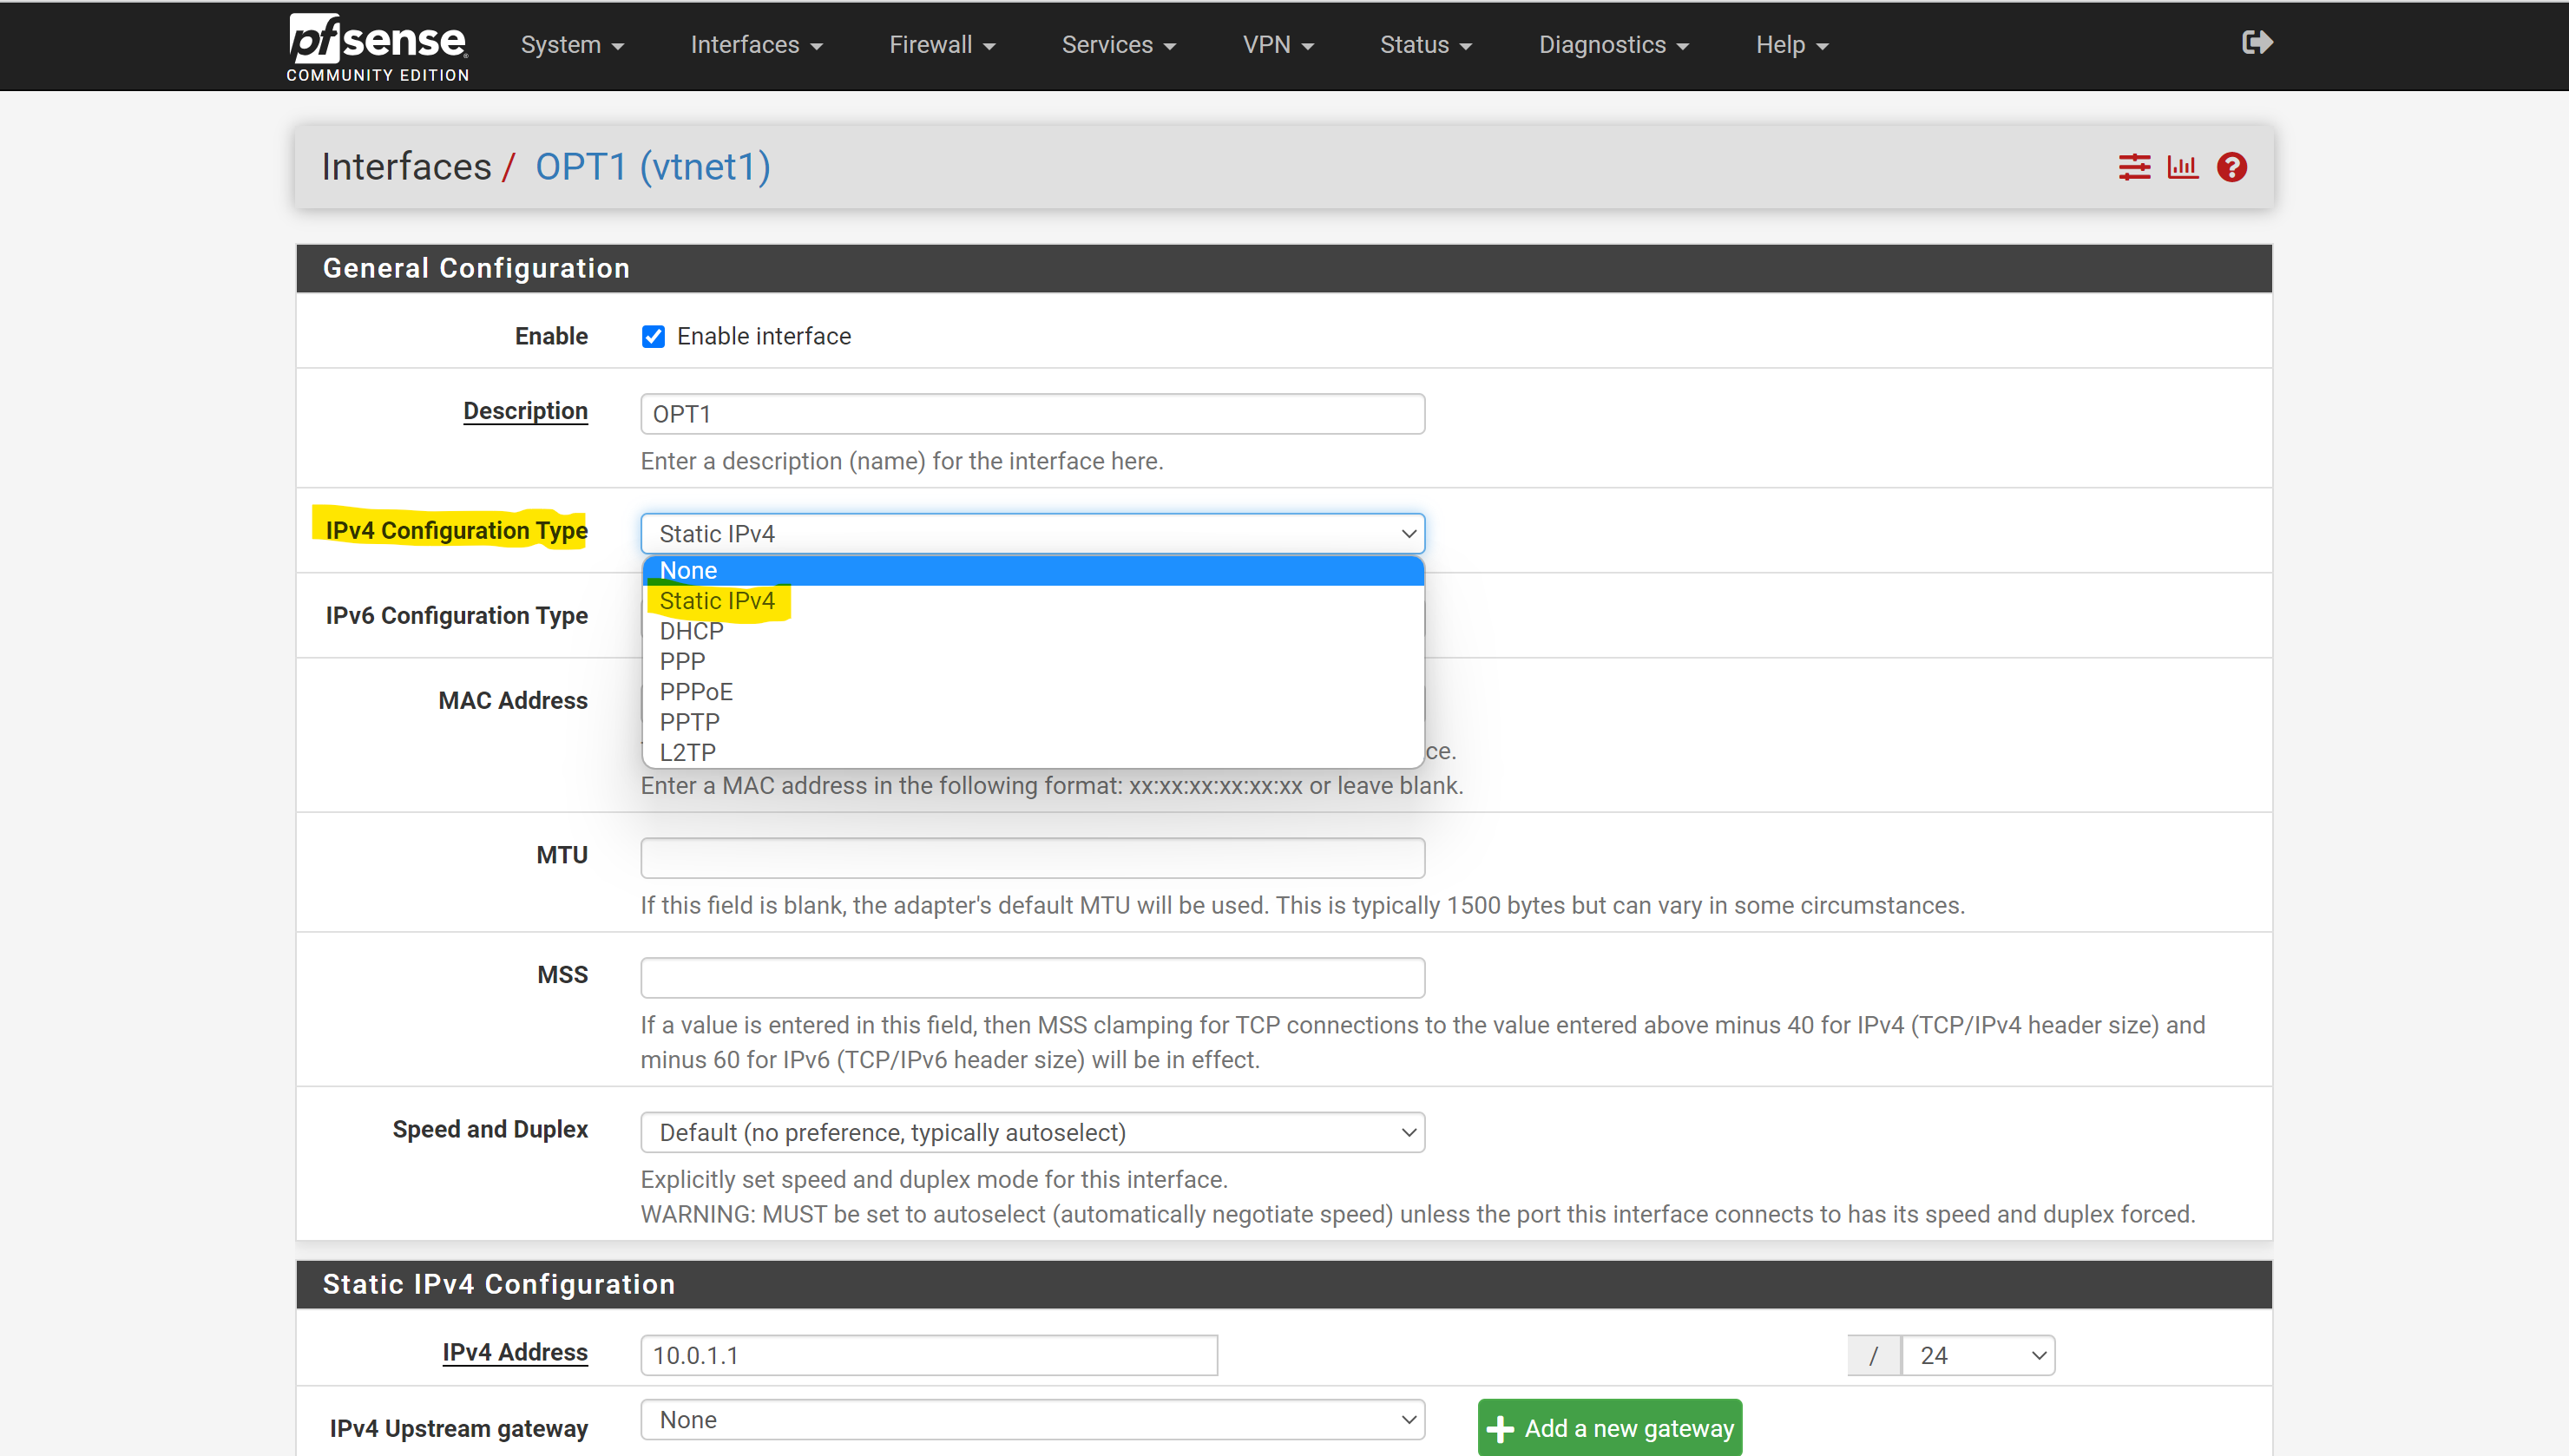 pfsense
COMMUNITY EDITION
System
Interfaces
Firewall
Services
VPN
Status
Diagnostics
Help
Interfaces / OPT1 (vtnet1)
General Configuration
Enable
Enable interface
Description
OPT1
Enter a description (name) for the interface here.
IPv4 Configuration Type
Static IPv4
None
Static IPv4
DHCP
PPP
PPPoE
PPTP
L2TP
IPv6 Configuration Type
MAC Address
ce.
Enter a MAC address in the following format: xx:xx:xx:xx:xx:xx or leave blank.
MTU
If this field is blank, the adapter's default MTU will be used. This is typically 1500 bytes but can vary in some circumstances.
MSS
If a value is entered in this field, then MSS clamping for TCP connections to the value entered above minus 40 for IPv4 (TCP/IPv4 header size) and
minus 60 for IPv6 (TCP/IPv6 header size) will be in effect.
Speed and Duplex
Default (no preference, typically autoselect)
Explicitly set speed and duplex mode for this interface.
WARNING: MUST be set to autoselect (automatically negotiate speed) unless the port this interface connects to has its speed and duplex forced.
Static IPv4 Configuration
IPv4 Address
10.0.1.1
/ 24
IPv4 Upstream gateway
None
Add a new gateway